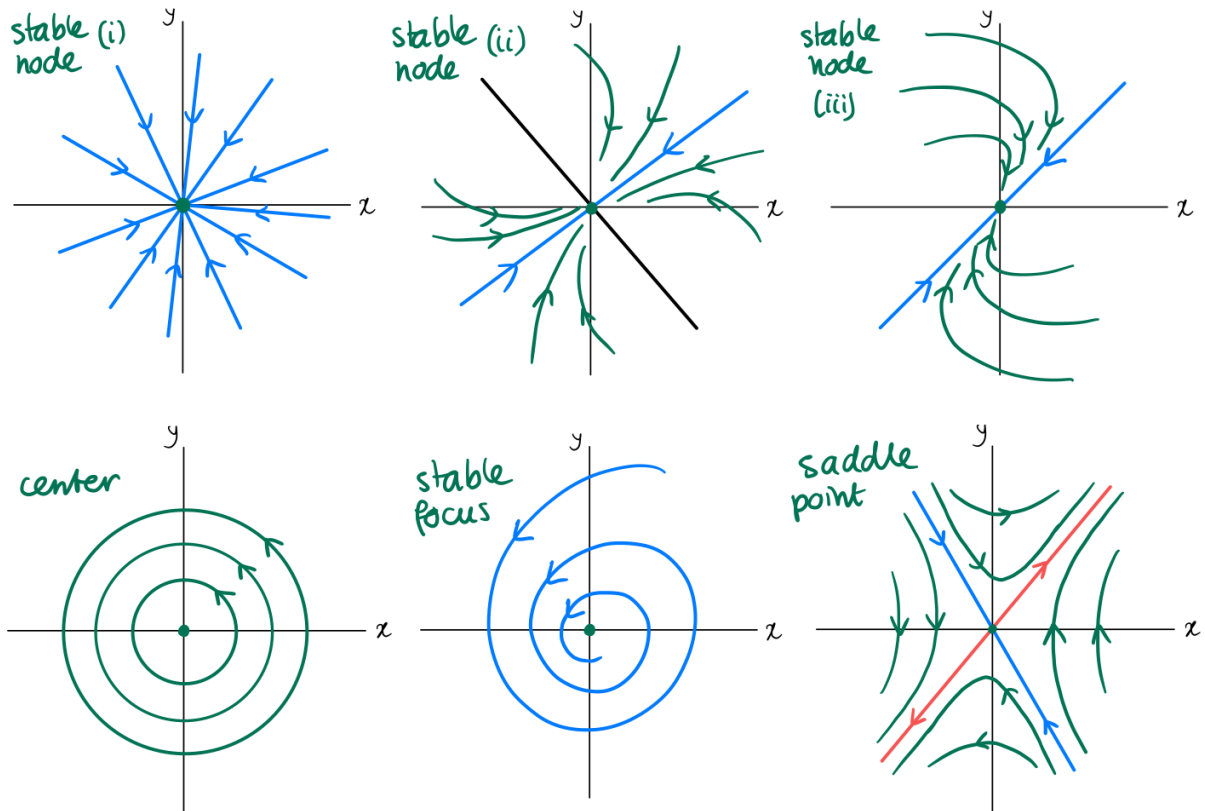 stable (i)
node
y
x
stable (ii)
node
y
x
stable
node
(iii)
y
x
center
y
x
stable
focus
y
x
saddle
point
y
x